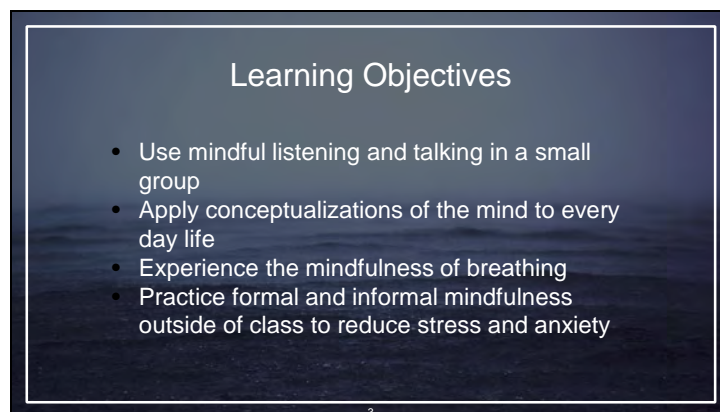 Learning Objectives
• Use mindful listening and talking in a small
group
• Apply conceptualizations of the mind to every
day life
• Experience the mindfulness of breathing
• Practice formal and informal mindfulness
outside of class to reduce stress and anxiety